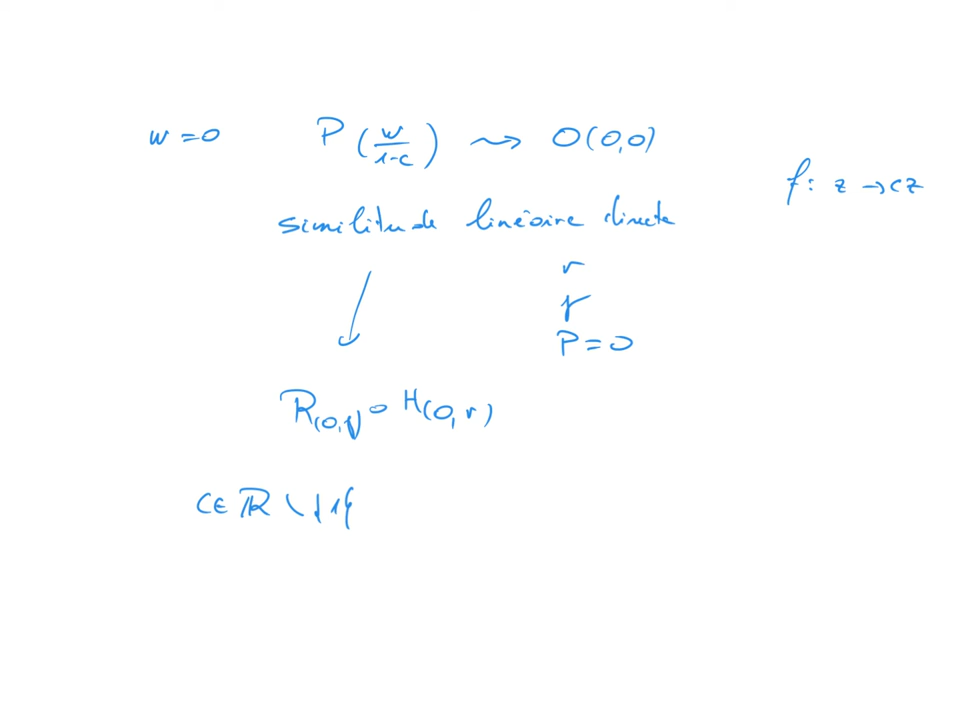 w = 0 P(w/(1-c)) ⇝ O(0,0)
f: z → cz
similitude linéaire directe
r
γ
P = 0
R(0,γ) ∘ H(0,r)
c ∈ ℝ \ {1}